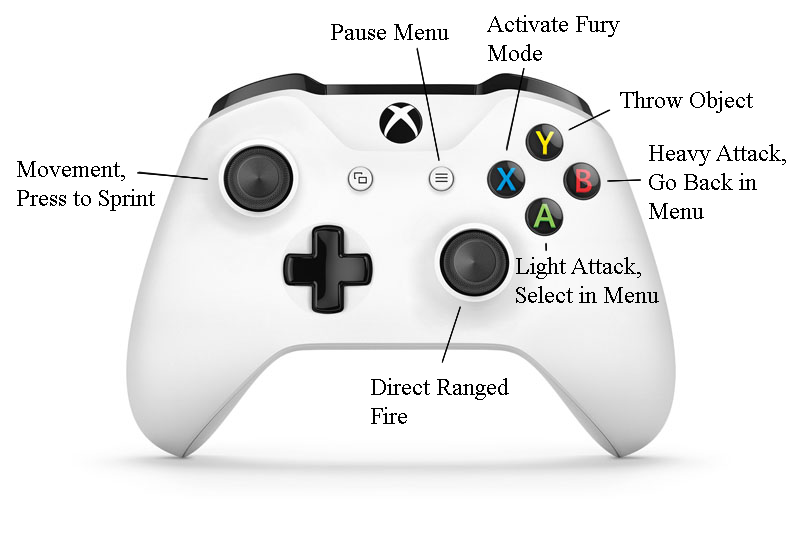 Pause Menu
Activate Fury
Mode
Throw Object
Movement,
Press to Sprint
Heavy Attack,
Go Back in
Menu
Y
X
B
A
Light Attack,
Select in Menu
Direct Ranged
Fire